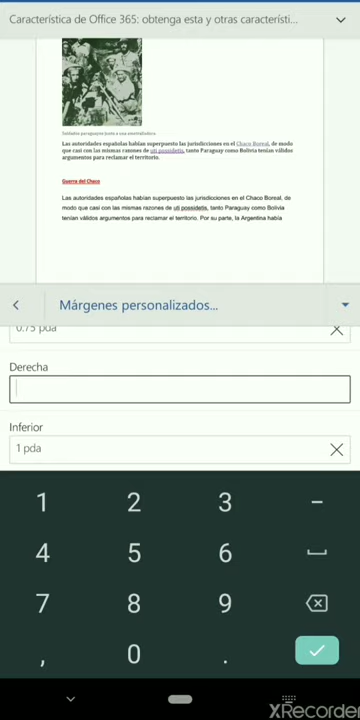 Característica de Office 365: obtenga esta y otras característi...
Soldados paraguayos junto a una ametralladora.
Las autoridades españolas habían superpuesto las jurisdicciones en el Chaco Boreal, de modo
que casi con las mismas razones de uti possidetis, tanto Paraguay como Bolivia tenían válidos
argumentos para reclamar el territorio.
Guerra del Chaco
Las autoridades españolas habían superpuesto las jurisdicciones en el Chaco Boreal, de
modo que casi con las mismas razones de uti possidetis, tanto Paraguay como Bolivia
tenían válidos argumentos para reclamar el territorio. Por su parte, la Argentina había
Márgenes personalizados...
0.75 pda
Derecha
Inferior
1 pda
1 2 3 -
4 5 6
7 8 9
, 0 .
XRecorder